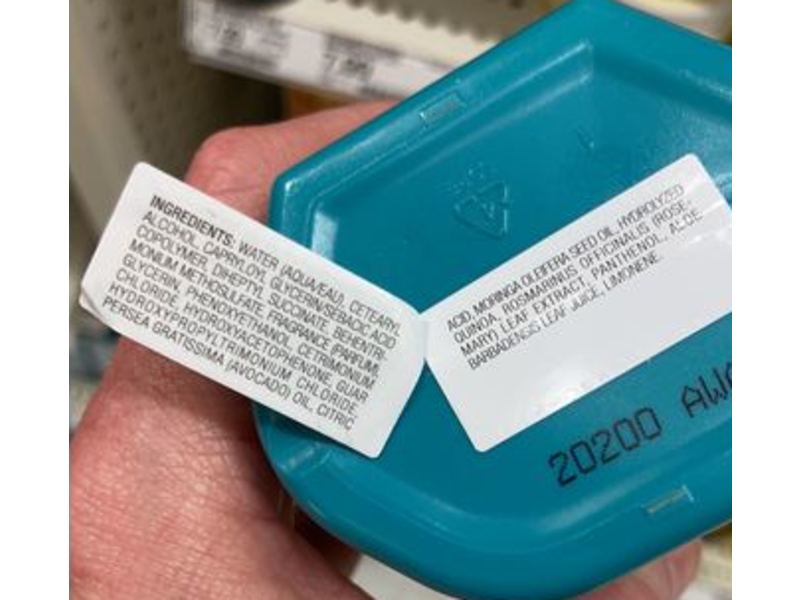 INGREDIENTS: WATER (AQUA/EAU), CETEARYL
ALCOHOL, CAPRYLOYL GLYCERIN/SEBACIC ACID
COPOLYMER, DIHEPTYL SUCCINATE, BEHENTRI-
MONIUM METHOSULFATE, FRAGRANCE (PARFUM),
GLYCERIN, PHENOXYETHANOL, CETRIMONIUM
CHLORIDE, HYDROXYACETOPHENONE, GUAR
HYDROXYPROPYLTRIMONIUM CHLORIDE,
PERSEA GRATISSIMA (AVOCADO) OIL, CITRIC
ACID, MORINGA OLEIFERA SEED OIL, HYDROLYZED
QUINOA, ROSMARINUS OFFICINALIS (ROSE-
MARY) LEAF EXTRACT, PANTHENOL, ALOE
BARBADENSIS LEAF JUICE, LIMONENE.
20200